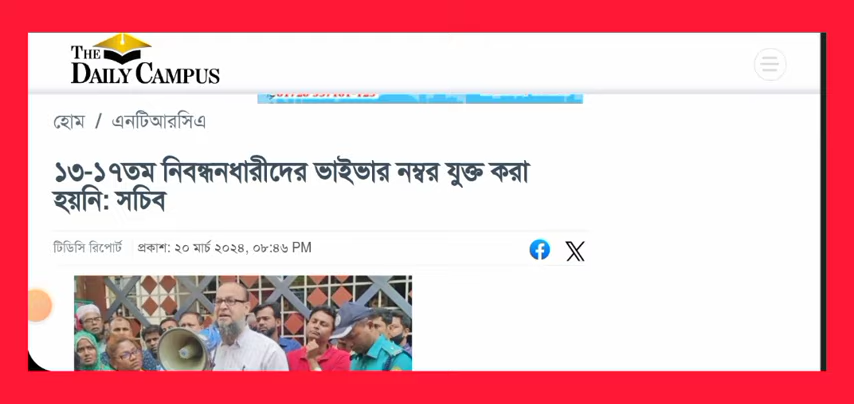 THE
DAILY CAMPUS
হোম / এনটিআরসিএ
১৩-১৭তম নিবন্ধনধারীদের ভাইভার নম্বর যুক্ত করা
হয়নি: সচিব
টিডিসি রিপোর্ট প্রকাশ: ২০ মার্চ ২০২৪, ০৮:৪৬ PM